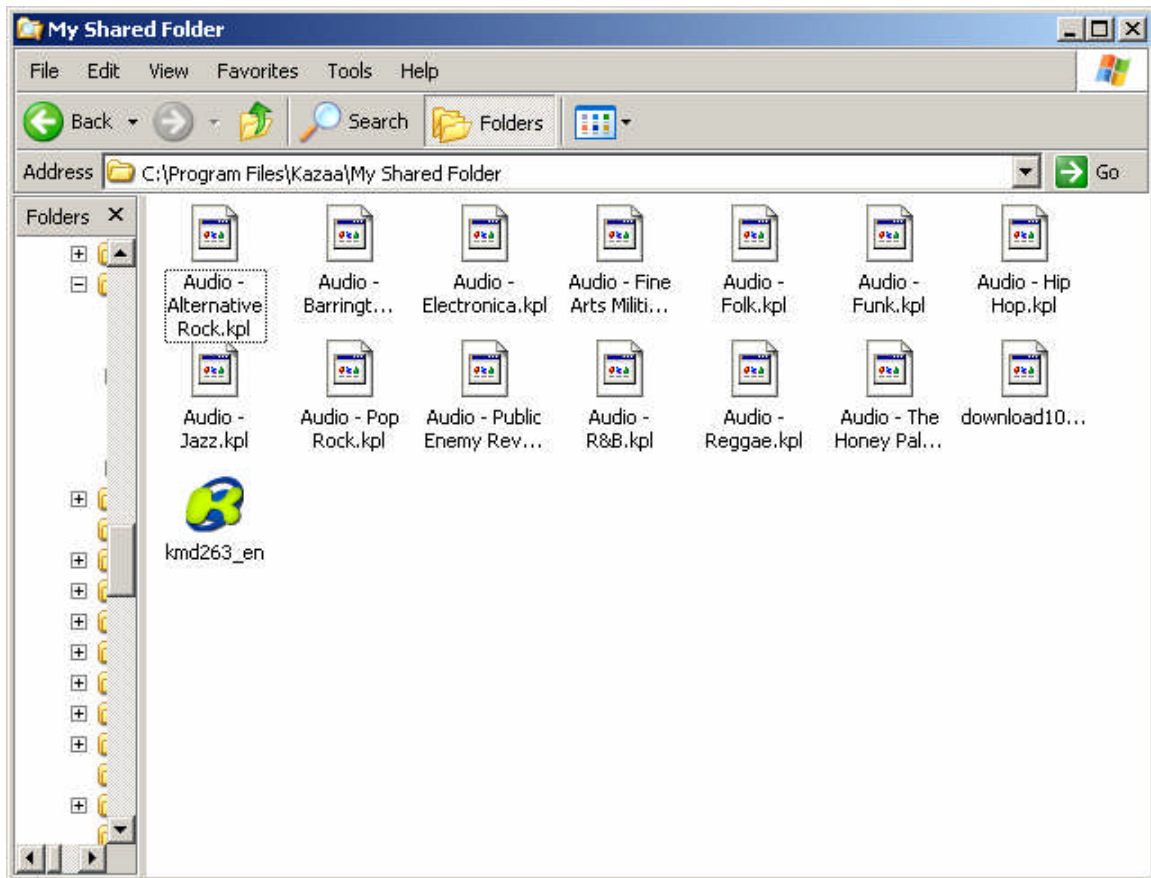 My Shared Folder
File Edit View Favorites Tools Help
Back Search Folders
Address C:\Program Files\Kazaa\My Shared Folder Go
Folders X
Audio - Audio - Audio - Audio - Fine Audio - Audio - Audio - Hip
Alternative Barringt... Electronica.kpl Arts Militi... Folk.kpl Funk.kpl Hop.kpl
Rock.kpl
Audio - Audio - Pop Audio - Public Audio - Audio - Audio - The download10...
Jazz.kpl Rock.kpl Enemy Rev... R&B.kpl Reggae.kpl Honey Pal...
kmd263_en